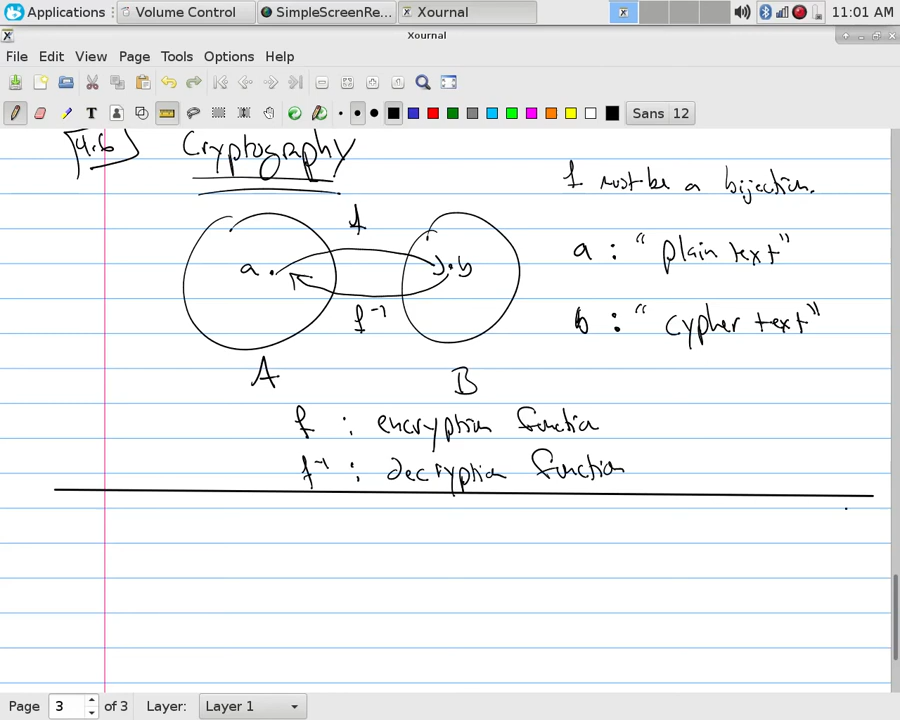 Applications Volume Control SimpleScreenRe... Xournal 11:01 AM
Xournal
File Edit View Page Tools Options Help
Sans 12
4.6 Cryptography
f must be a bijection.
f
a b
f⁻¹
A B
a : "plain text"
b : "cypher text"
f : encryption function
f⁻¹ : decryption function
Page 3 of 3 Layer: Layer 1